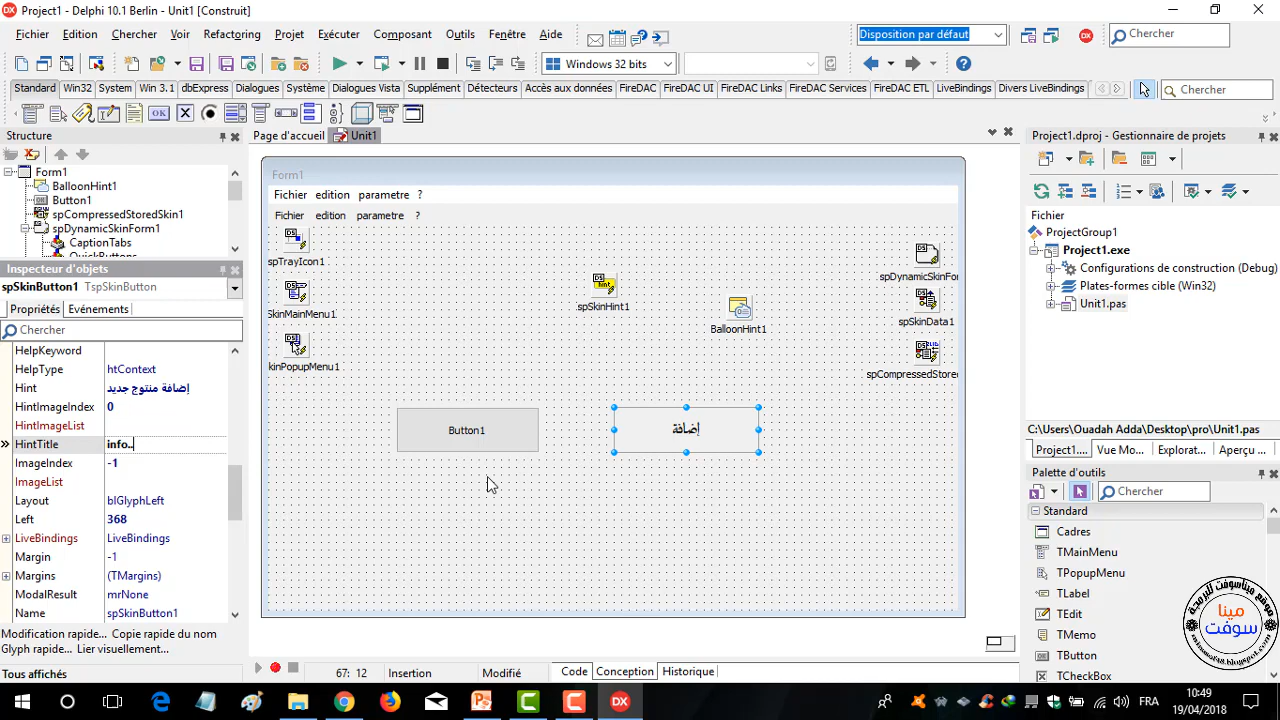 Project1 - Delphi 10.1 Berlin - Unit1 [Construit]
Fichier Edition Chercher Voir Refactoring Projet Exécuter Composant Outils Fenêtre Aide
Disposition par défaut
Chercher
Windows 32 bits
Standard Win32 System Win 3.1 dbExpress Dialogues Système Dialogues Vista Supplément Détecteurs Accès aux données FireDAC FireDAC UI FireDAC Links FireDAC Services FireDAC ETL LiveBindings Divers LiveBindings
Chercher
Structure
Form1
BalloonHint1
Button1
spCompressedStoredSkin1
spDynamicSkinForm1
CaptionTabs
QuickButtons
Inspecteur d'objets
spSkinButton1 TspSkinButton
Propriétés Evénements
Chercher
HelpKeyword
HelpType htContext
Hint إضافة منتوج جديد
HintImageIndex 0
HintImageList
HintTitle info..
ImageIndex -1
ImageList
Layout blGlyphLeft
Left 368
LiveBindings LiveBindings
Margin -1
Margins (TMargins)
ModalResult mrNone
Name spSkinButton1
Modification rapide... Copie rapide du nom
Glyph rapide... Lier visuellement...
Tous affichés
Page d'accueil Unit1
Form1
Fichier edition parametre ?
Fichier edition parametre ?
spTrayIcon1
SkinMainMenu1
kinPopupMenu1
spSkinHint1
BalloonHint1
spDynamicSkinFor
spSkinData1
spCompressedStore
Button1
إضافة
67: 12 Insertion Modifié Code Conception Historique
Project1.dproj - Gestionnaire de projets
Fichier
ProjectGroup1
Project1.exe
Configurations de construction (Debug)
Plates-formes cible (Win32)
Unit1.pas
C:\Users\Ouadah Adda\Desktop\pro\Unit1.pas
Project1.... Vue Mo... Explorat... Aperçu ...
Palette d'outils
Chercher
Standard
Cadres
TMainMenu
TPopupMenu
TLabel
TEdit
TMemo
TButton
TCheckBox
مينا
سوفت
FRA
10:49
19/04/2018